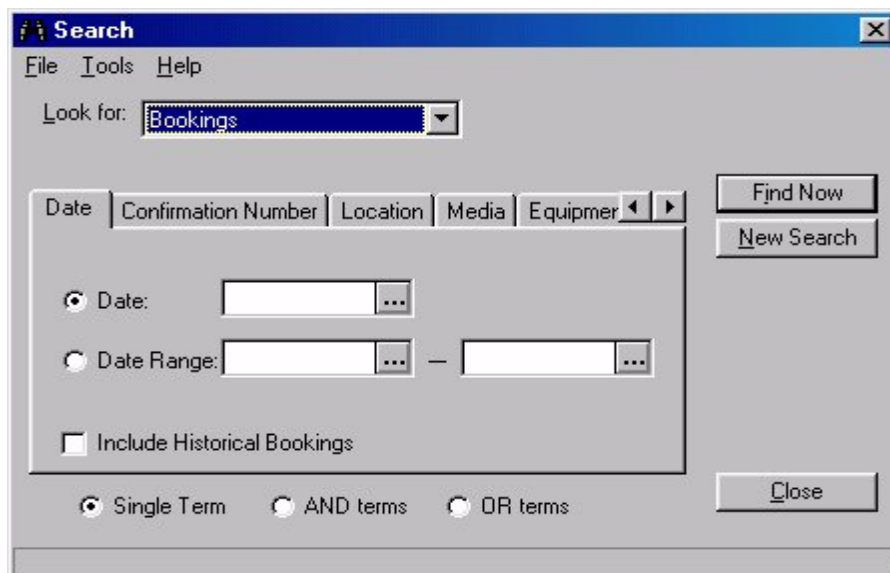 Search
File Tools Help
Look for: Bookings
Date Confirmation Number Location Media Equipmer
Find Now
New Search
Date: ...
Date Range: ... — ...
Include Historical Bookings
Single Term AND terms OR terms
Close